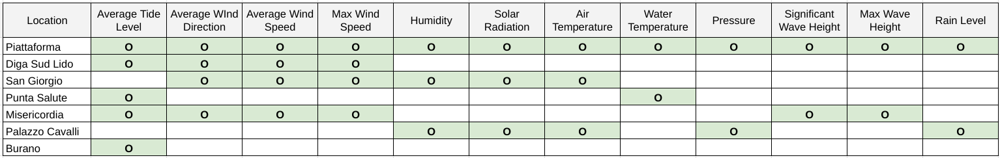 Location Average Tide Level Average WInd Direction Average Wind Speed Max Wind Speed Humidity Solar Radiation Air Temperature Water Temperature Pressure Significant Wave Height Max Wave Height Rain Level
Piattaforma O O O O O O O O O O O O
Diga Sud Lido O O O O
San Giorgio O O O O O O
Punta Salute O O
Misericordia O O O O O O
Palazzo Cavalli O O O O O
Burano O